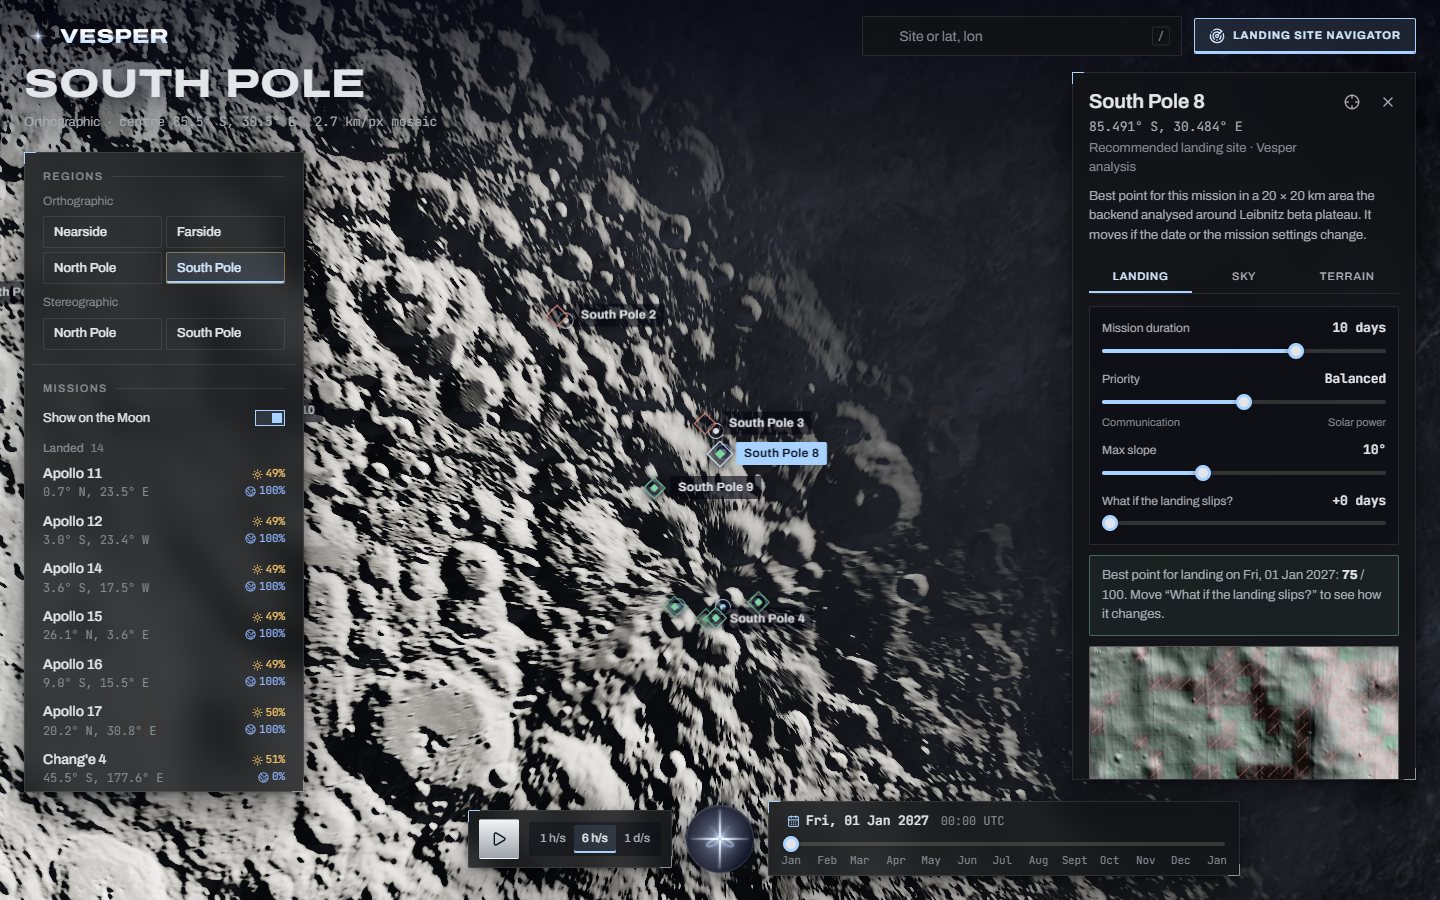 VESPER
Site or lat, lon
/
LANDING SITE NAVIGATOR
SOUTH POLE
Orthographic · centre 85.5° S, 30.5° E · 2.7 km/px mosaic
REGIONS
Orthographic
Nearside
Farside
North Pole
South Pole
Stereographic
North Pole
South Pole
MISSIONS
Show on the Moon
Landed 14
Apollo 11
49%
0.7° N, 23.5° E
100%
Apollo 12
49%
3.0° S, 23.4° W
100%
Apollo 14
49%
3.6° S, 17.5° W
100%
Apollo 15
49%
26.1° N, 3.6° E
100%
Apollo 16
49%
9.0° S, 15.5° E
100%
Apollo 17
50%
20.2° N, 30.8° E
100%
Chang'e 4
51%
45.5° S, 177.6° E
0%
South Pole 2
South Pole 3
South Pole 8
South Pole 9
South Pole 4
South Pole 8
85.491° S, 30.484° E
Recommended landing site · Vesper
analysis
Best point for this mission in a 20 × 20 km area the
backend analysed around Leibnitz beta plateau. It
moves if the date or the mission settings change.
LANDING
SKY
TERRAIN
Mission duration
10 days
Priority
Balanced
Communication
Solar power
Max slope
10°
What if the landing slips?
+0 days
Best point for landing on Fri, 01 Jan 2027: 75 /
100. Move “What if the landing slips?” to see how
it changes.
1 h/s
6 h/s
1 d/s
Fri, 01 Jan 2027 00:00 UTC
Jan Feb Mar Apr May Jun Jul Aug Sept Oct Nov Dec Jan